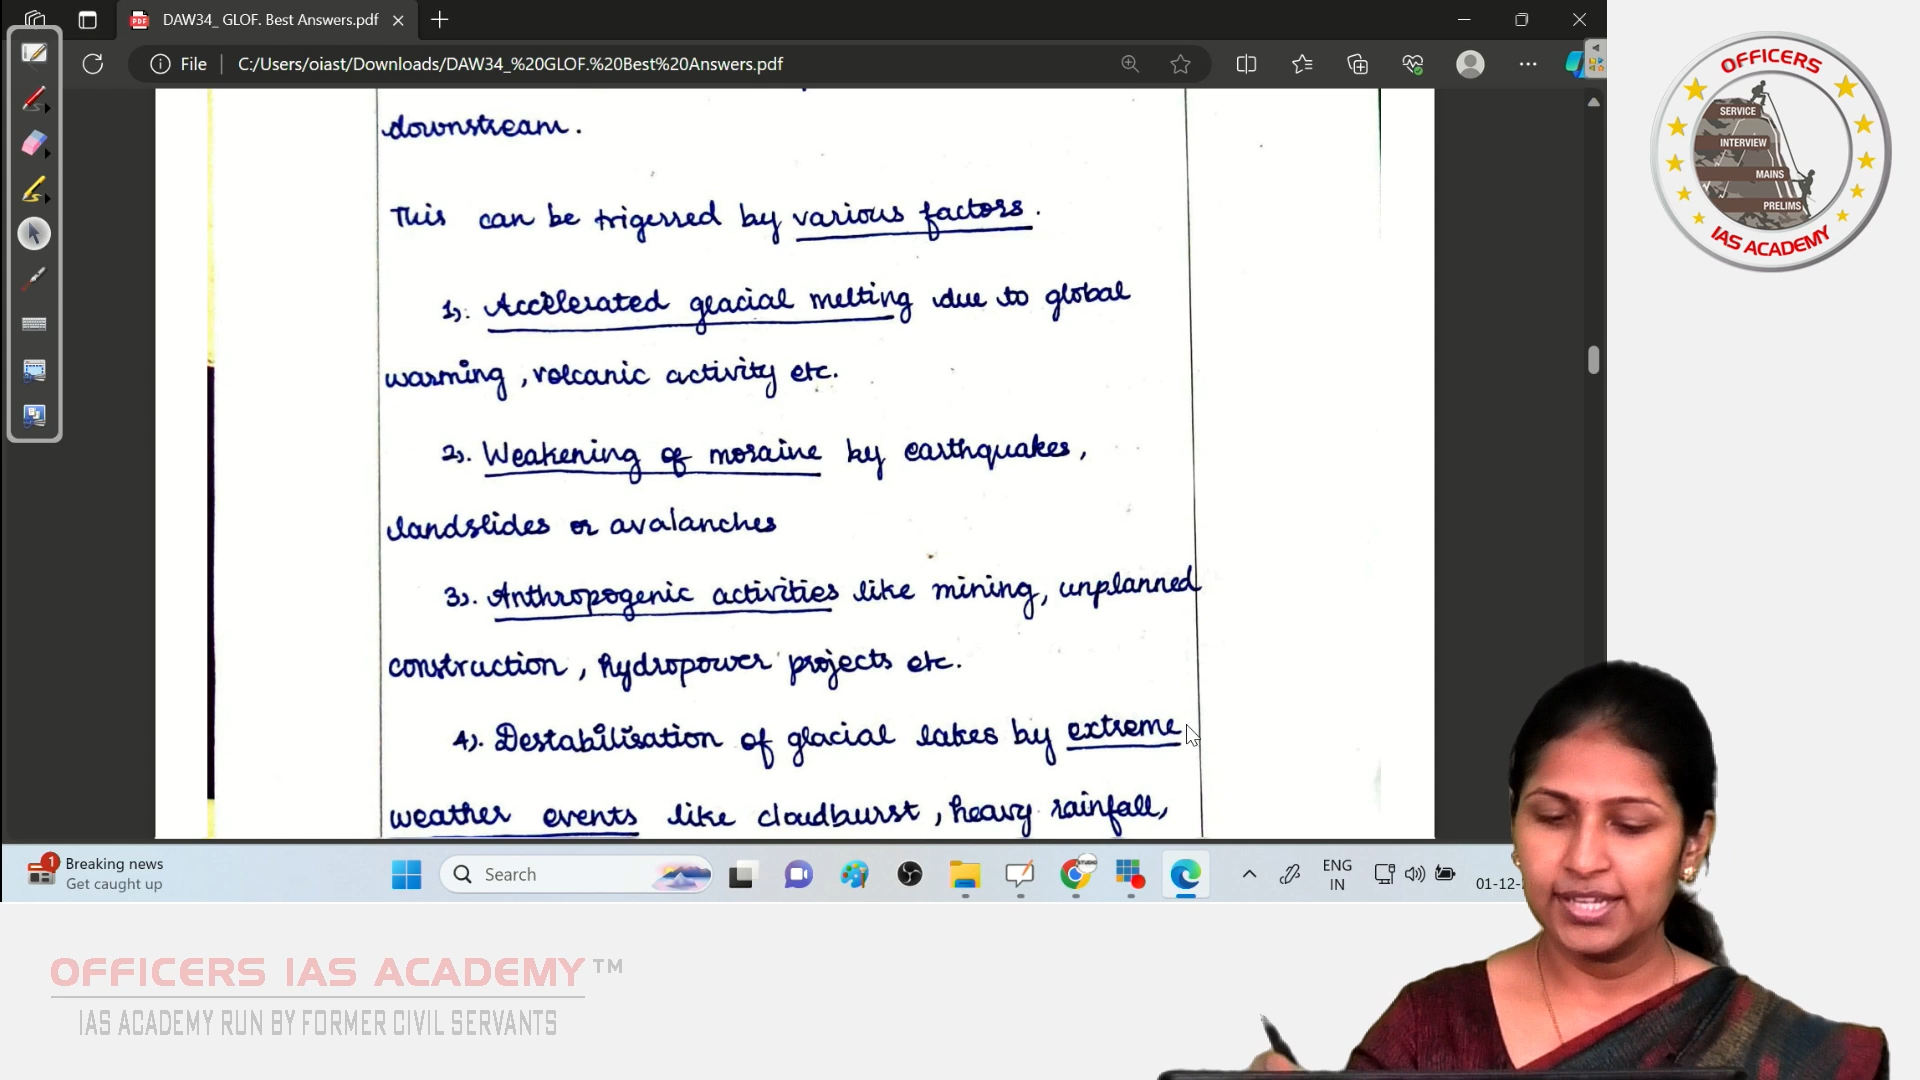 DAW34_ GLOF. Best Answers.pdf
File
C:/Users/oiast/Downloads/DAW34_%20GLOF.%20Best%20Answers.pdf
downstream.
This can be trigerred by various factors.
1). Accelerated glacial melting due to global
warming, volcanic activity etc.
2). Weakening of moraine by earthquakes,
landslides or avalanches
3). Anthropogenic activities like mining, unplanned
construction, hydropower projects etc.
4). Destabilisation of glacial lakes by extreme
weather events like cloudburst, heavy rainfall,
OFFICERS
SERVICE
INTERVIEW
MAINS
PRELIMS
IAS ACADEMY
1
Breaking news
Get caught up
Search
ENG
IN
01-12-
OFFICERS IAS ACADEMY™
IAS ACADEMY RUN BY FORMER CIVIL SERVANTS